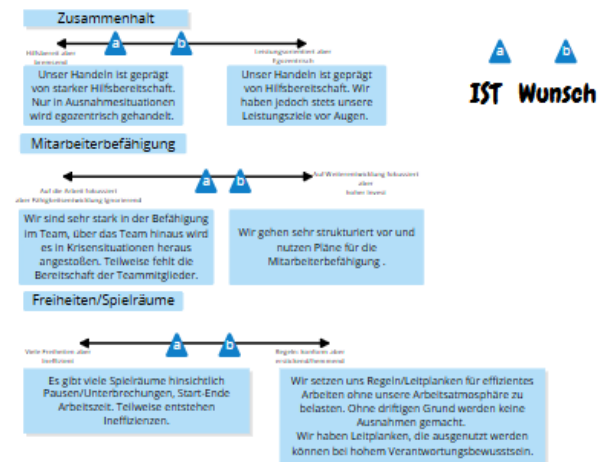 Zusammenhalt
a
b
a
b
Hilfsbereit aber
bremsend
Leistungsorientiert aber
Egozentrisch
IST Wunsch
Unser Handeln ist geprägt
von starker Hilfsbereitschaft.
Nur in Ausnahmesituationen
wird egozentrisch gehandelt.
Unser Handeln ist geprägt
von Hilfsbereitschaft. Wir
haben jedoch stets unsere
Leistungsziele vor Augen.
Mitarbeiterbefähigung
a
b
Auf die Arbeit fokussiert
aber Fähigkeitsentwicklung ignorierend
Auf Weiterentwicklung fokussiert
aber
hoher Invest
Wir sind sehr stark in der Befähigung
im Team, über das Team hinaus wird
es in Krisensituationen heraus
angestoßen. Teilweise fehlt die
Bereitschaft der Teammitglieder.
Wir gehen sehr strukturiert vor und
nutzen Pläne für die
Mitarbeiterbefähigung .
Freiheiten/Spielräume
a
b
Viele Freiheiten aber
ineffizient
Regeln konform aber
Es gibt viele Spielräume hinsichtlich
Pausen/Unterbrechungen, Start-Ende
Arbeitszeit. Teilweise entstehen
Ineffizienzen.
Wir setzen uns Regeln/Leitplanken für effizientes
Arbeiten ohne unsere Arbeitsatmosphäre zu
belasten. Ohne driftigen Grund werden keine
Ausnahmen gemacht.
Wir haben Leitplanken, die ausgenutzt werden
können bei hohem Verantwortungsbewusstsein.